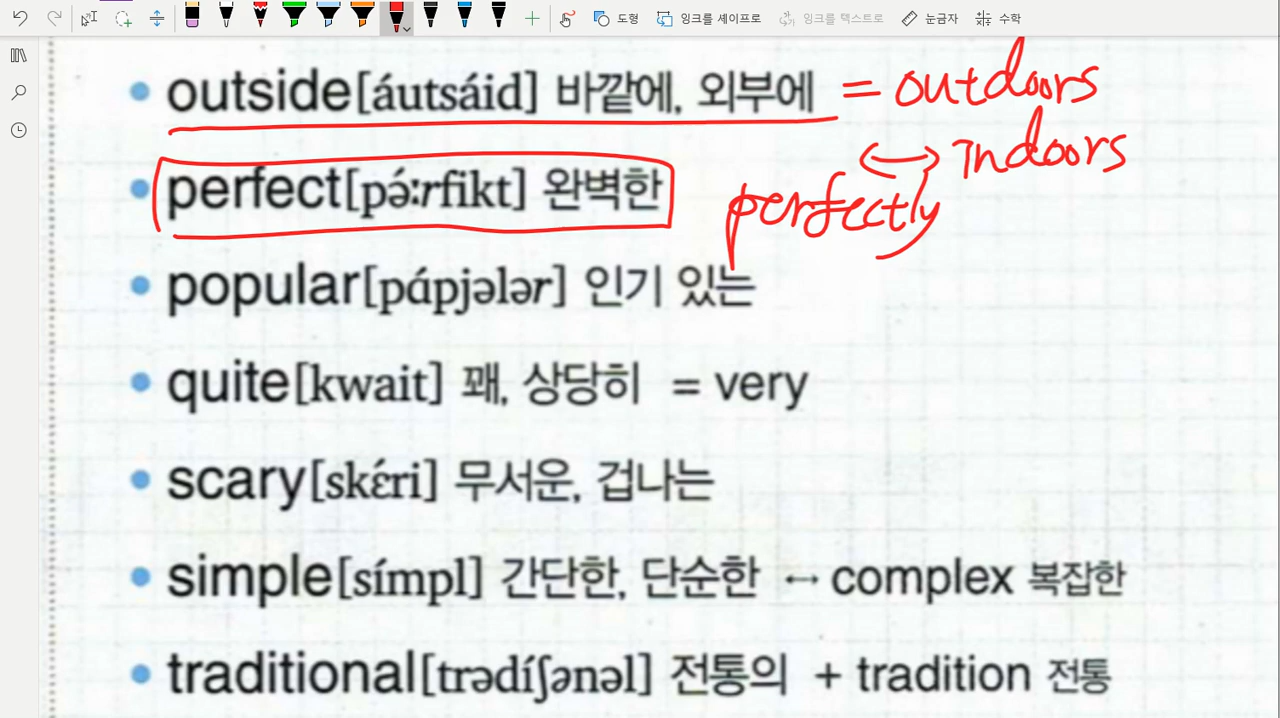 도형 잉크를 셰이프로 잉크를 텍스트로 눈금자 수학
outside[áutsáid] 바깥에, 외부에 = outdoors
↔ indoors
perfect[pə́ːrfikt] 완벽한 perfectly
popular[pápjələr] 인기 있는
quite[kwait] 꽤, 상당히 = very
scary[skέri] 무서운, 겁나는
simple[símpl] 간단한, 단순한 ↔ complex 복잡한
traditional[trədíʃənəl] 전통의 + tradition 전통